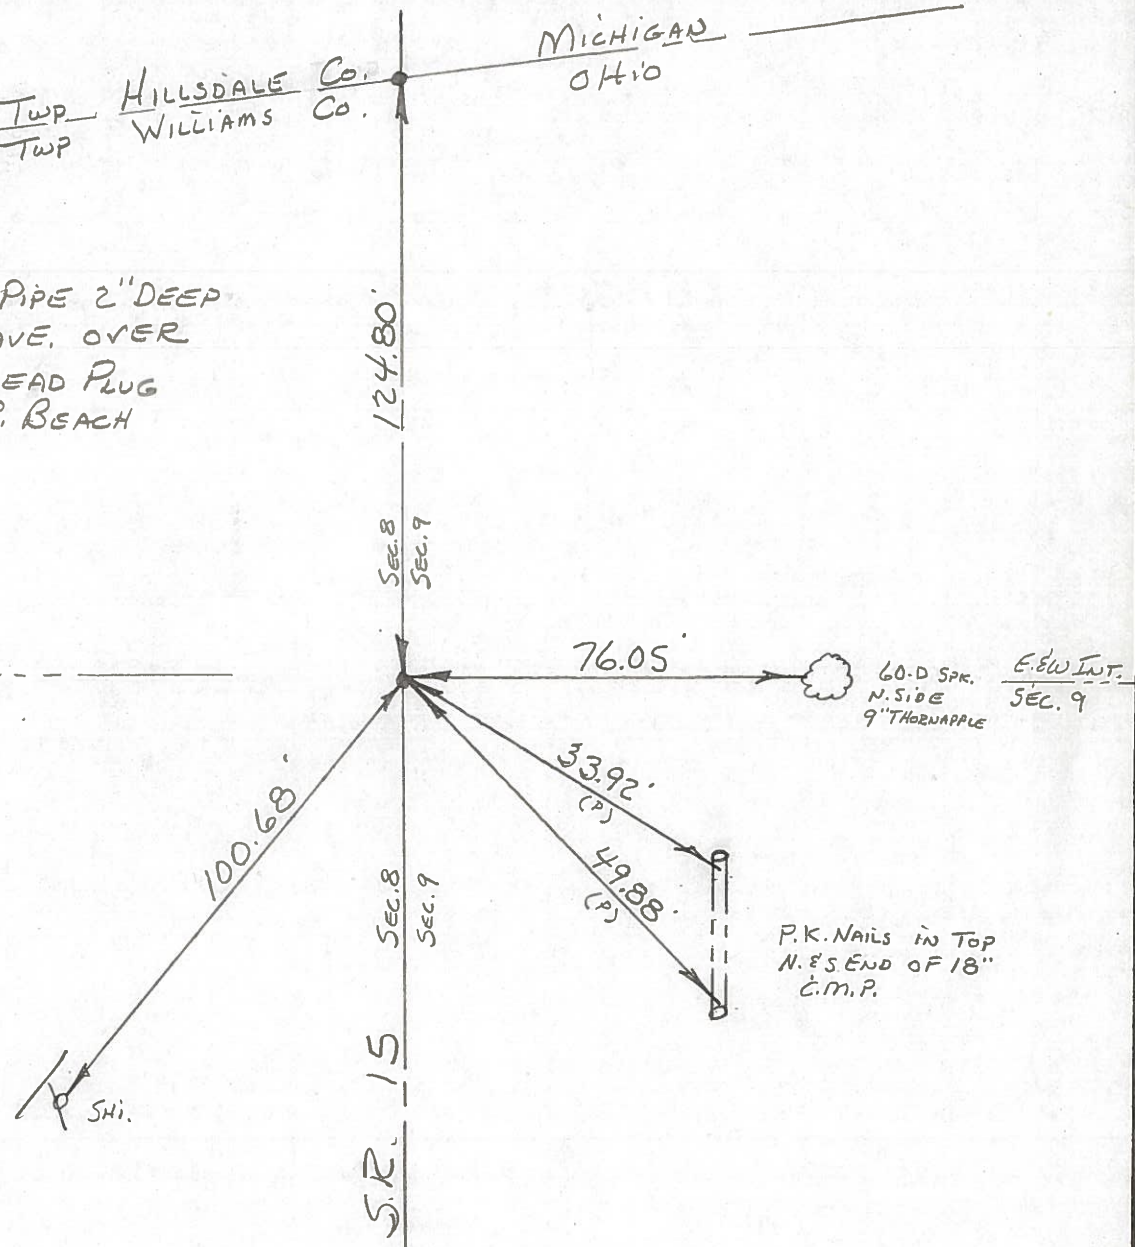 MICHIGAN
OHIO
TWP HILLSDALE CO.
TWP WILLIAMS CO.
PIPE 2" DEEP
OVER
PLUG
BEACH
124.80'
SEC. 8
SEC. 9
76.05'
60.D SPK.
N. SIDE
9" THORNAPPLE
E. & W INT.
SEC. 9
33.92'
(P)
49.88'
(P)
100.68'
SEC. 8
SEC. 9
P.K. NAILS IN TOP
N. & S. END OF 18"
C.M.P.
SHI.
S.R. 15